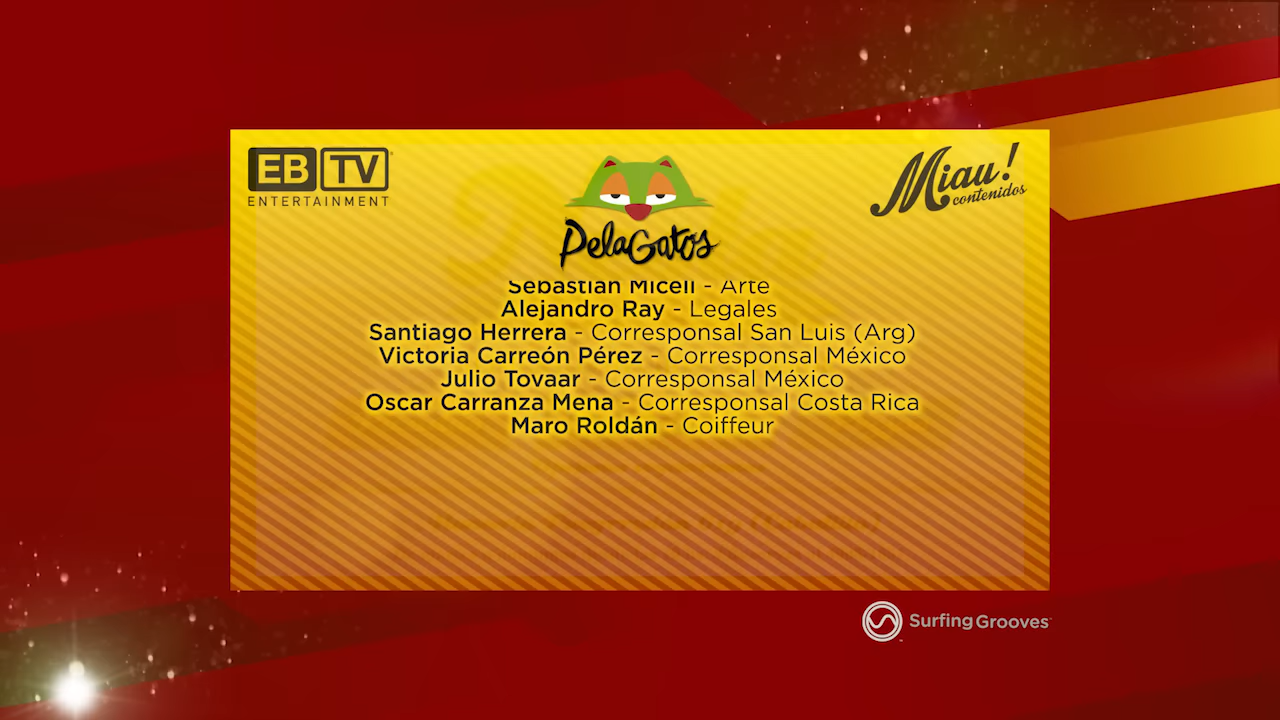 EB TV
ENTERTAINMENT
Miau!
contenidos
PelaGatos
Sebastián Miceli - Arte
Alejandro Ray - Legales
Santiago Herrera - Corresponsal San Luis (Arg)
Victoria Carreón Pérez - Corresponsal México
Julio Tovaar - Corresponsal México
Oscar Carranza Mena - Corresponsal Costa Rica
Maro Roldán - Coiffeur
Surfing Grooves